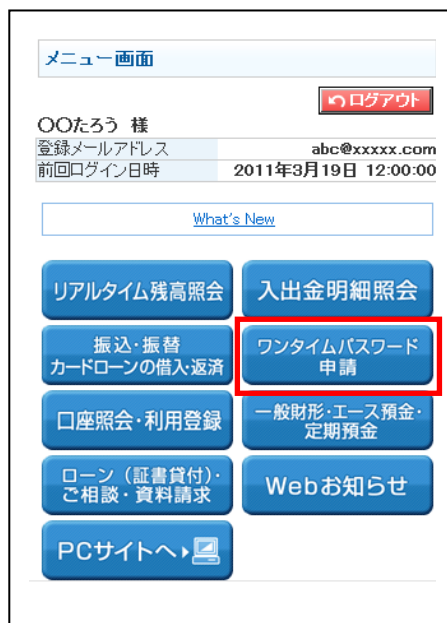 メニュー画面
ログアウト
〇〇たろう 様
登録メールアドレス abc@xxxxx.com
前回ログイン日時 2011年3月19日 12:00:00
What's New
リアルタイム残高照会
入出金明細照会
振込・振替
カードローンの借入・返済
ワンタイムパスワード
申請
口座照会・利用登録
一般財形・エース預金・
定期預金
ローン（証書貸付）・
ご相談・資料請求
Webお知らせ
PCサイトへ